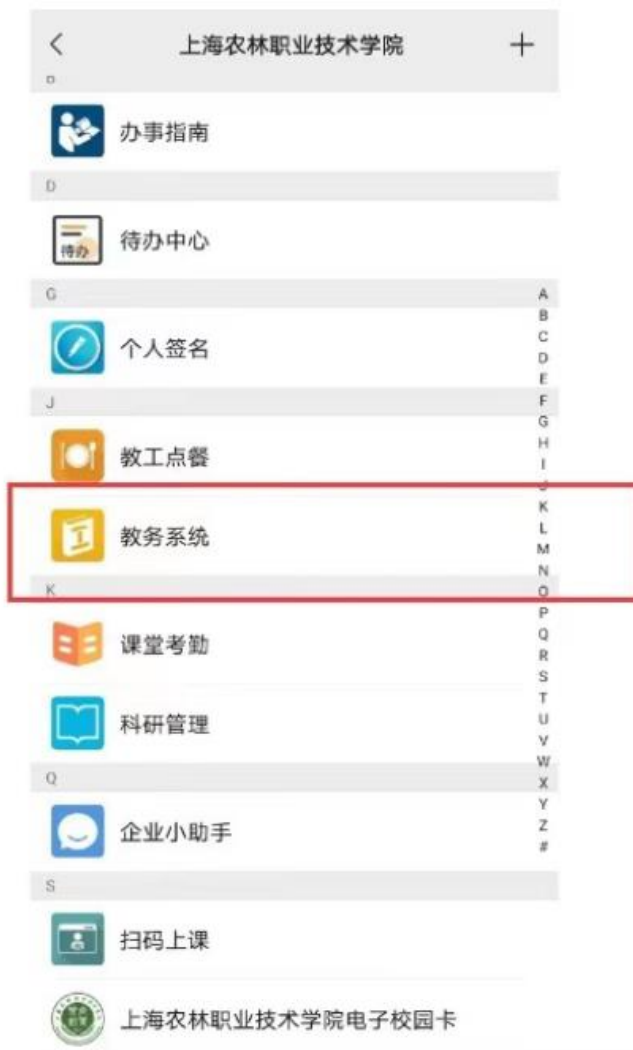 上海农林职业技术学院
办事指南
D
待办
待办中心
G
个人签名
J
教工点餐
教务系统
K
课堂考勤
科研管理
Q
企业小助手
S
扫码上课
上海农林职业技术学院电子校园卡
A
B
C
D
E
F
G
H
I
J
K
L
M
N
O
P
Q
R
S
T
U
V
W
X
Y
Z
#